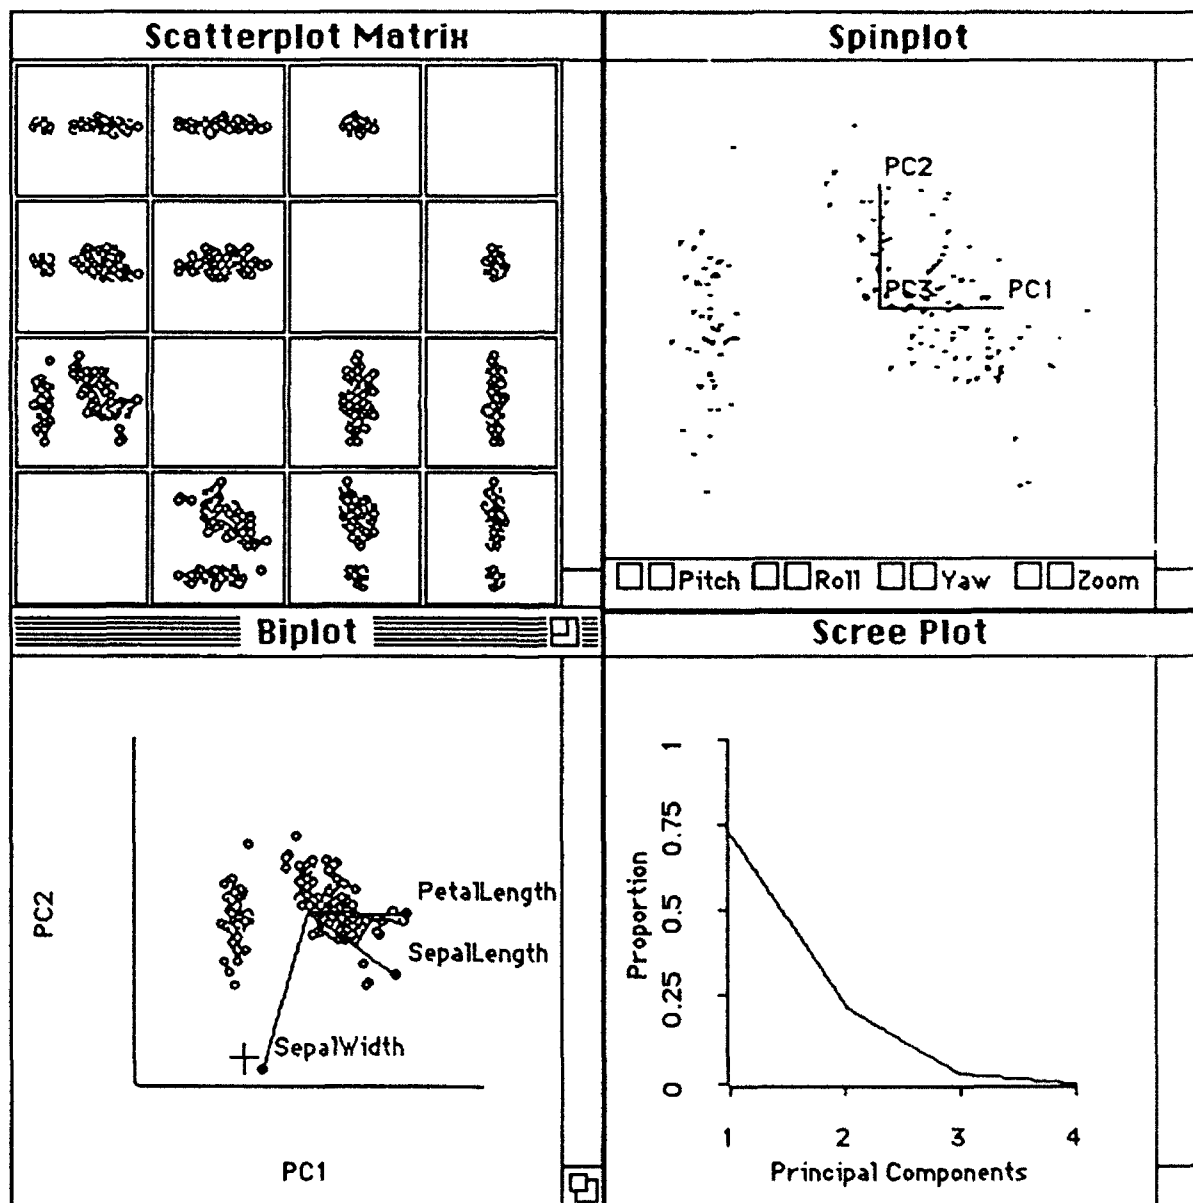 Scatterplot Matrix
Spinplot
PC2
PC3
PC1
Pitch Roll Yaw Zoom
Biplot
PC2
PetalLength
SepalLength
SepalWidth
PC1
Scree Plot
Proportion
1
0.75
0.5
0.25
0
1 2 3 4
Principal Components